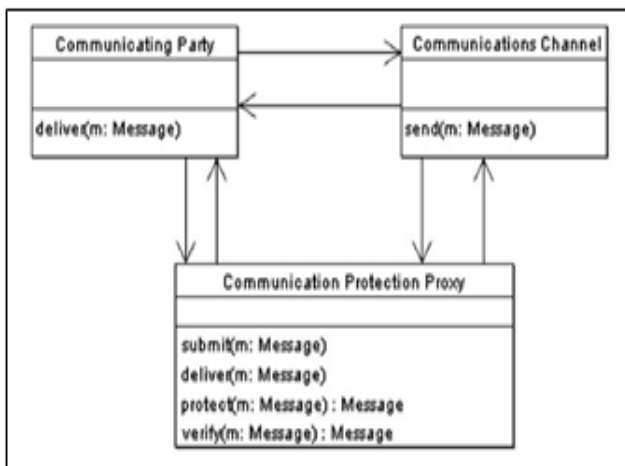 Communicating Party
deliver(m: Message)
Communications Channel
send(m: Message)
Communication Protection Proxy
submit(m: Message)
deliver(m: Message)
protect(m: Message) : Message
verify(m: Message) : Message